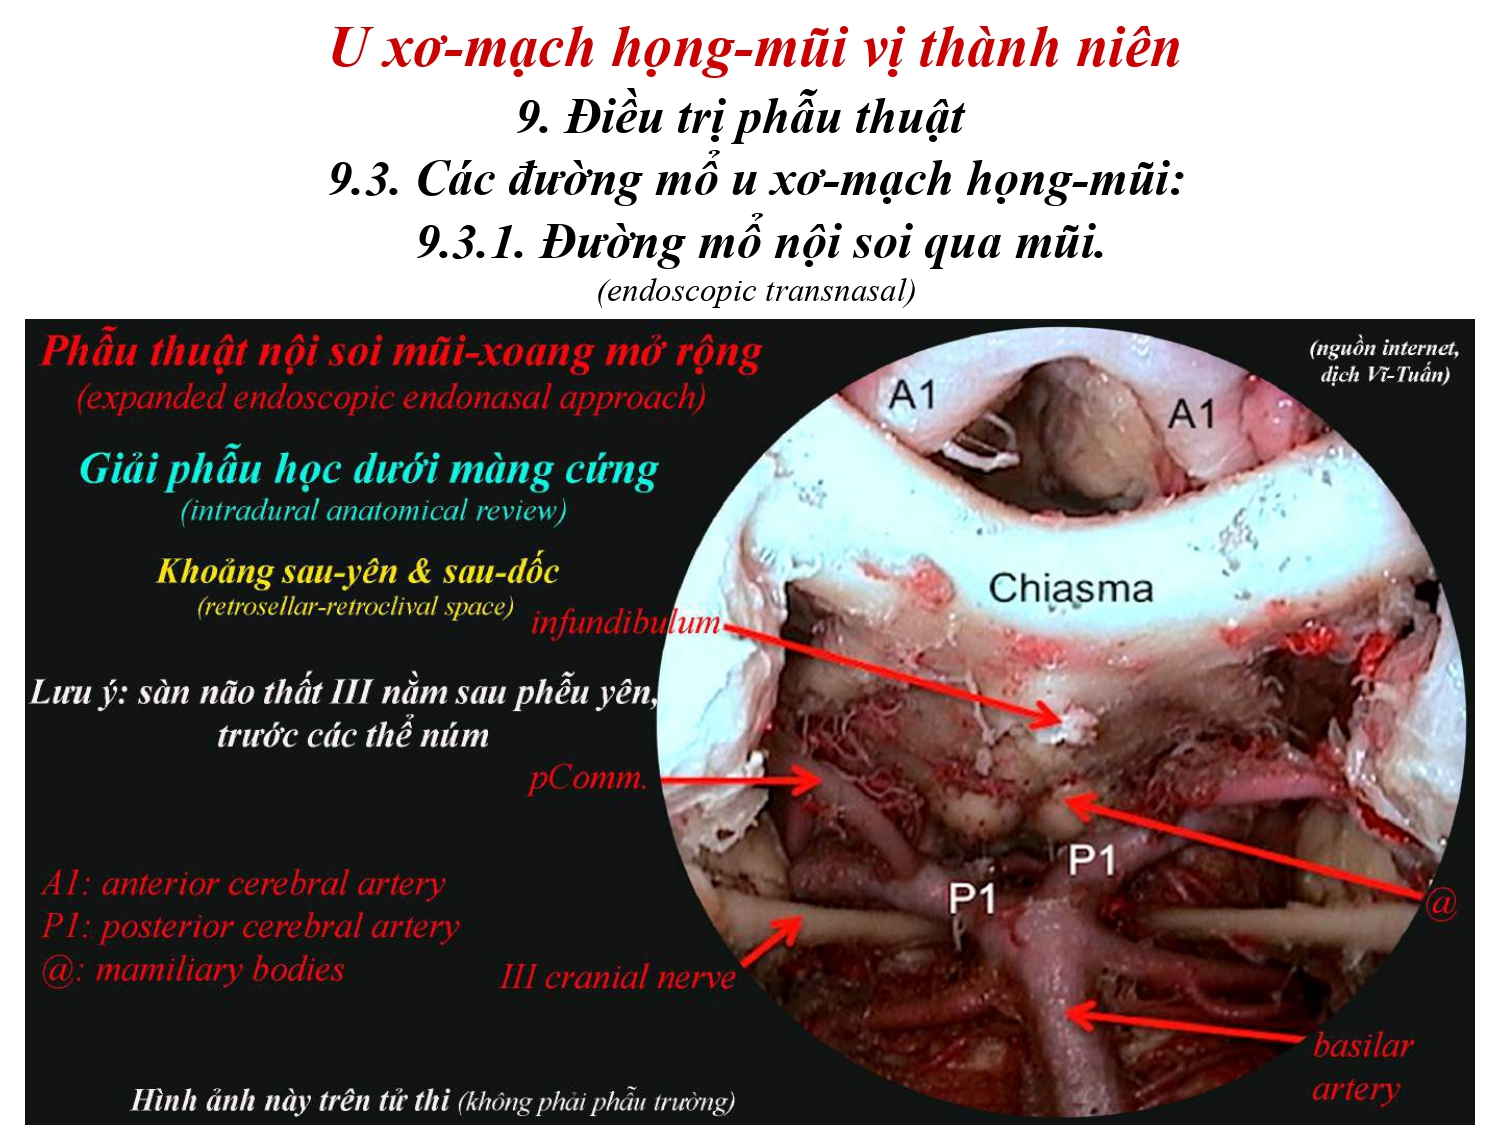 U xơ-mạch họng-mũi vị thành niên
9. Điều trị phẫu thuật
9.3. Các đường mổ u xơ-mạch họng-mũi:
9.3.1. Đường mổ nội soi qua mũi.
(endoscopic transnasal)
Phẫu thuật nội soi mũi-xoang mở rộng
(expanded endoscopic endonasal approach)
(nguồn internet,
dịch Vĩ-Tuấn)
A1
A1
Giải phẫu học dưới màng cứng
(intradural anatomical review)
Khoảng sau-yên & sau-dốc
(retrosellar-retroclival space)
Chiasma
infundibulum
Lưu ý: sàn não thất III nằm sau phễu yên,
trước các thể núm
pComm.
P1
P1
A1: anterior cerebral artery
P1: posterior cerebral artery
@: mamiliary bodies
@
III cranial nerve
basilar
artery
Hình ảnh này trên tử thi (không phải phẫu trường)